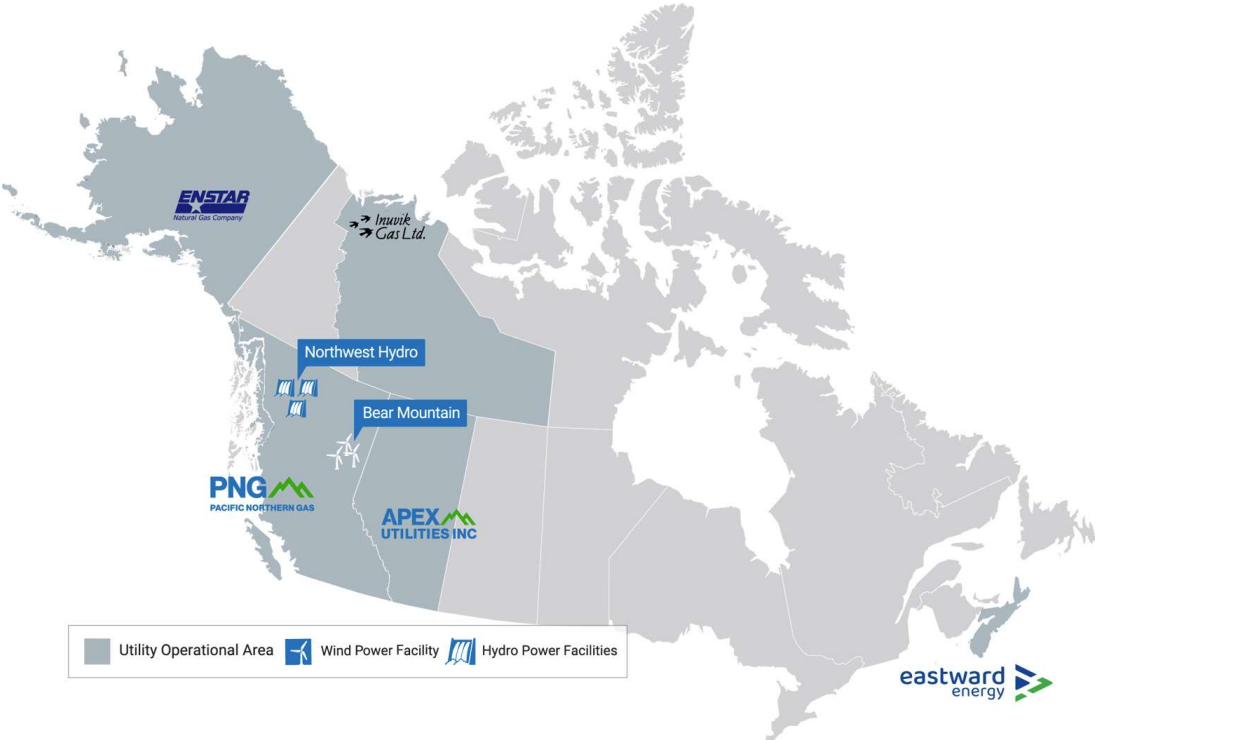 ENSTAR
Natural Gas Company
Inuvik
Gas Ltd.
Northwest Hydro
Bear Mountain
PNG
PACIFIC NORTHERN GAS
APEX
UTILITIES INC
Utility Operational Area
Wind Power Facility
Hydro Power Facilities
eastward
energy